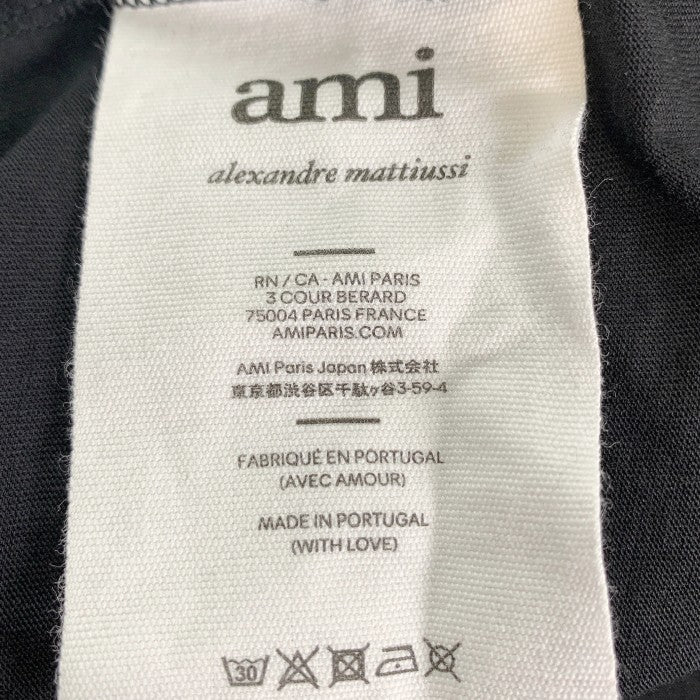 ami
alexandre mattiussi
RN / CA - AMI PARIS
3 COUR BERARD
75004 PARIS FRANCE
AMIPARIS.COM
AMI Paris Japan 株式会社
東京都渋谷区千駄ヶ谷3-59-4
FABRIQUÉ EN PORTUGAL
(AVEC AMOUR)
MADE IN PORTUGAL
(WITH LOVE)
30